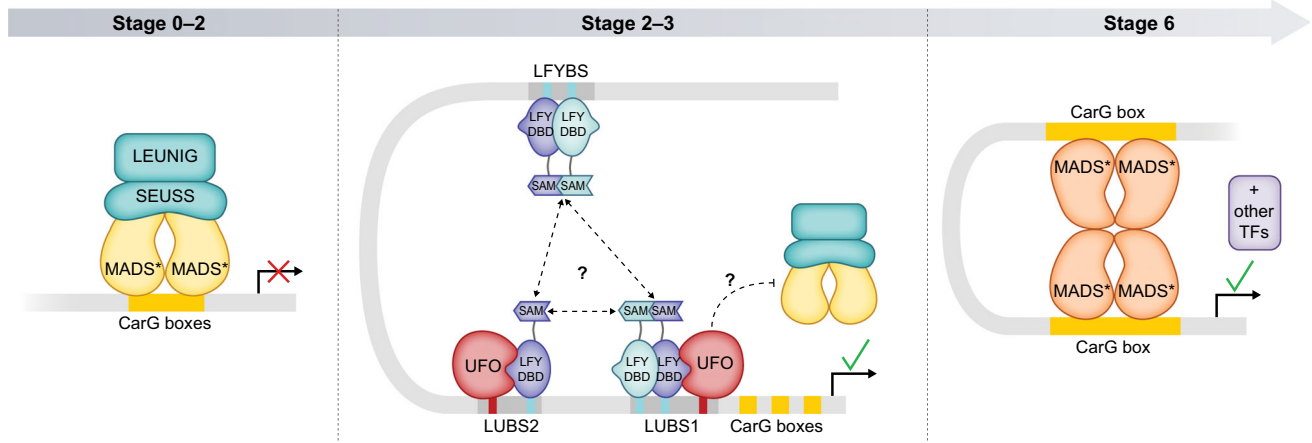 Stage 0–2
Stage 2–3
Stage 6
LEUNIG
SEUSS
MADS*
MADS*
CarG boxes
LFYBS
LFY
DBD
LFY
DBD
SAM
SAM
?
SAM
SAM
SAM
?
UFO
LFY
DBD
LFY
DBD
LFY
DBD
UFO
LUBS2
LUBS1
CarG boxes
CarG box
MADS*
MADS*
MADS*
MADS*
CarG box
+
other
TFs